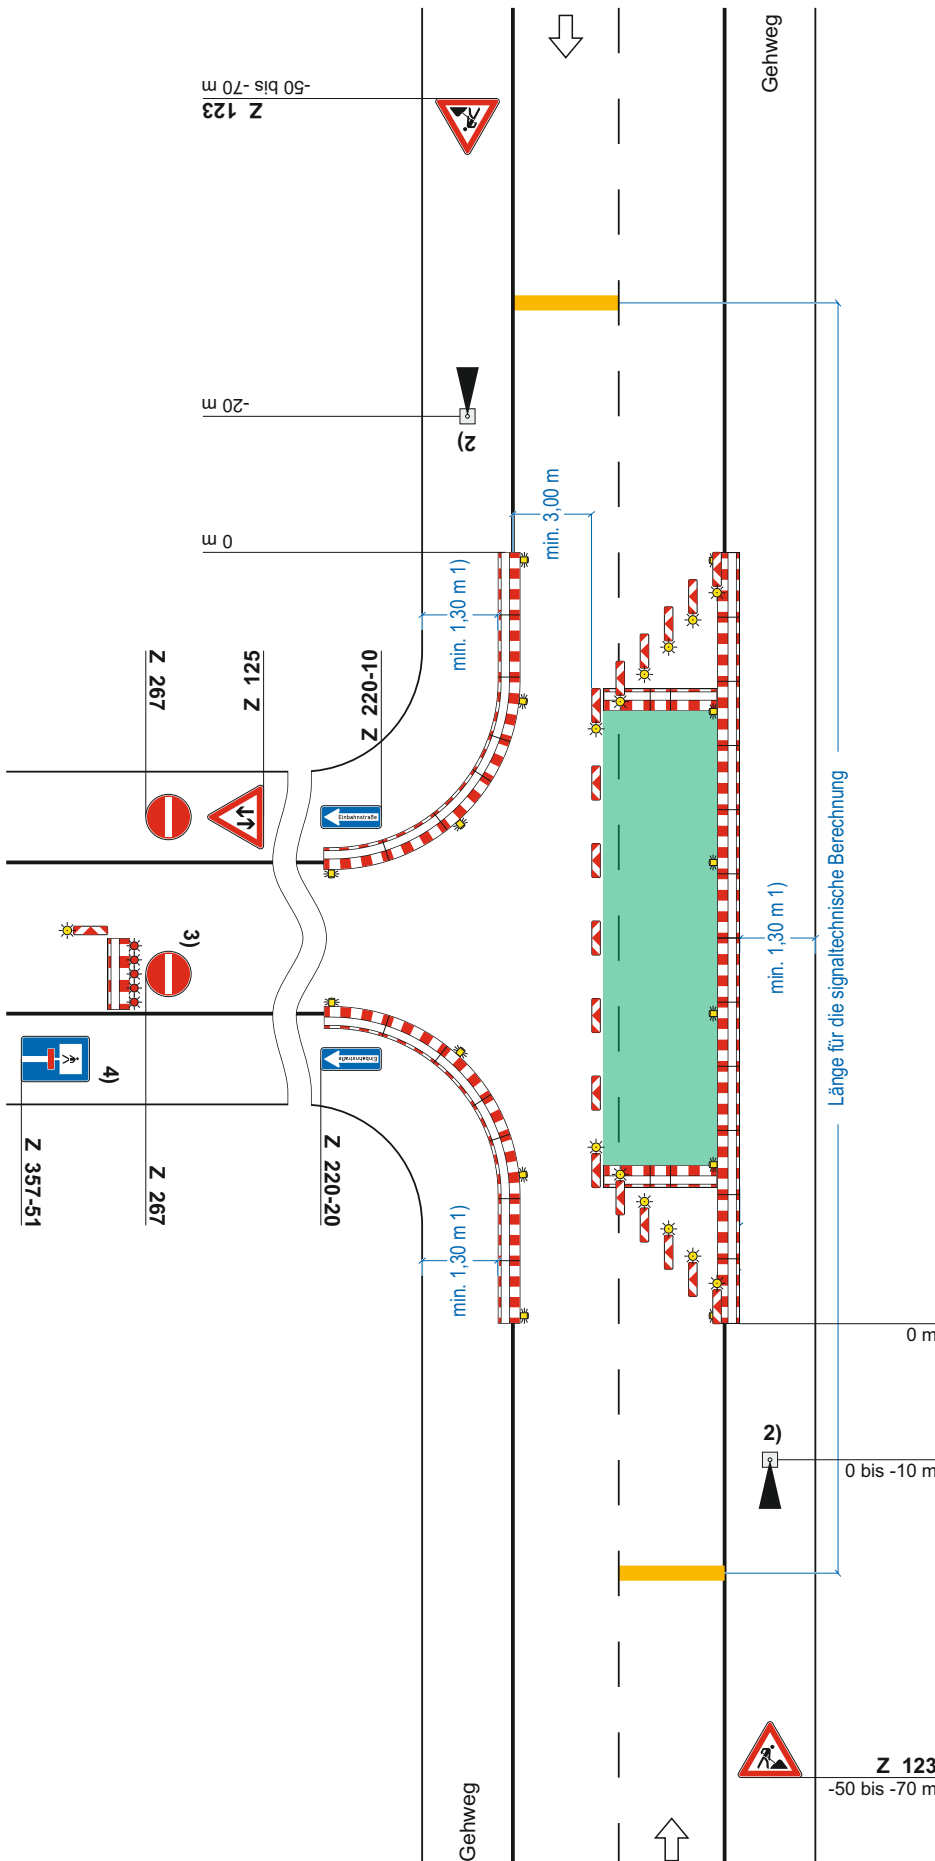 Gehweg
-50 bis -70 m
Z 123
-20 m
2)
min. 3,00 m
0 m
min. 1,30 m 1)
Z 267
Z 125
Z 220-10
Einbahnstraße
Länge für die signaltechnische Berechnung
min. 1,30 m 1)
3)
4)
Einbahnstraße
Z 357-51
Z 267
Z 220-20
min. 1,30 m 1)
0 m
2)
0 bis -10 m
Z 123
-50 bis -70 m
Gehweg